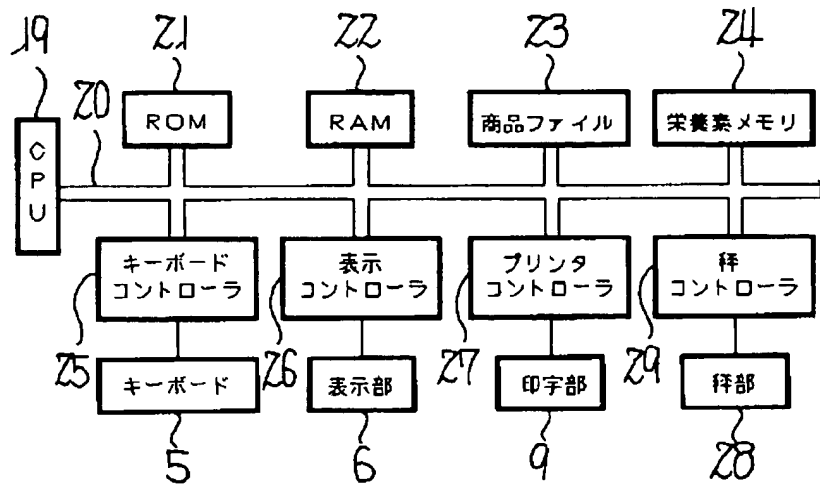 19
21
22
23
24
20
CPU
ROM
RAM
商品ファイル
栄養素メモリ
キーボード
コントローラ
表示
コントローラ
プリンタ
コントローラ
秤
コントローラ
25
26
27
29
キーボード
表示部
印字部
秤部
5
6
9
28